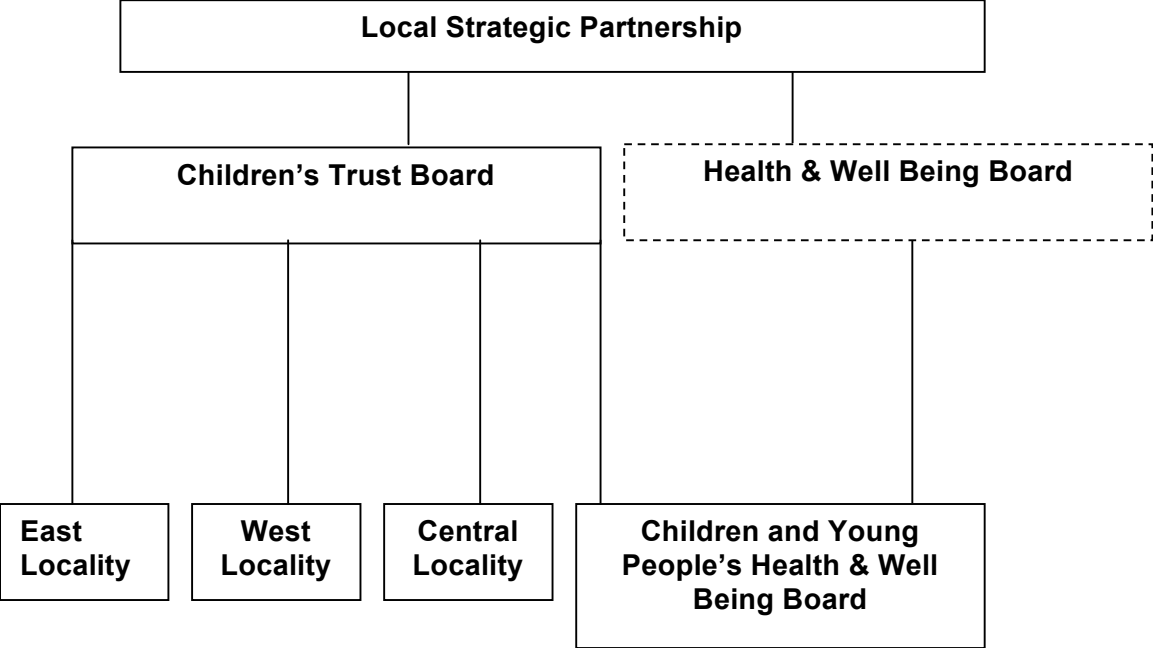 Local Strategic Partnership
Children’s Trust Board
Health & Well Being Board
East
Locality
West
Locality
Central
Locality
Children and Young
People’s Health & Well
Being Board